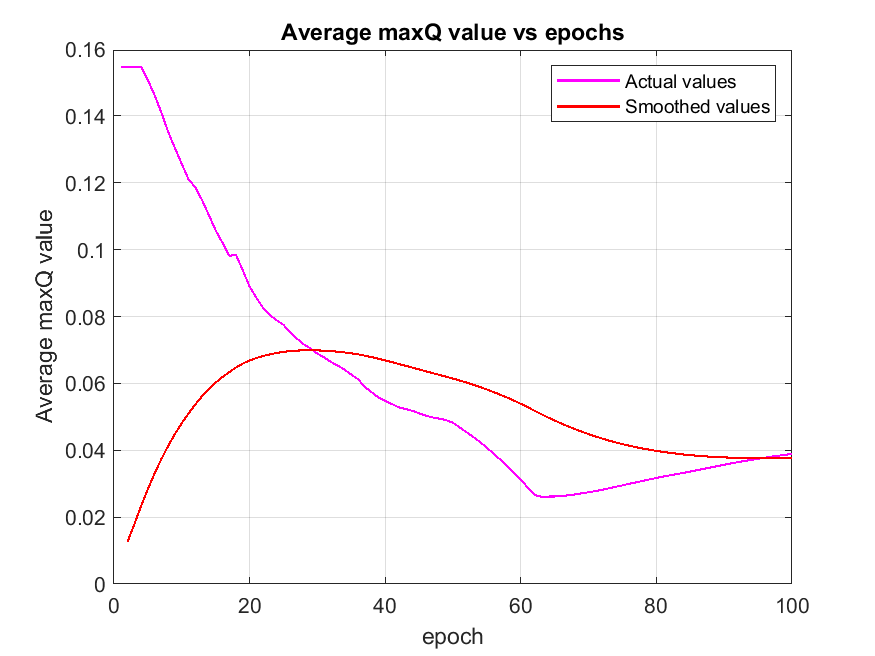 Average maxQ value vs epochs
Actual values
Smoothed values
Average maxQ value
0.16
0.14
0.12
0.1
0.08
0.06
0.04
0.02
0
0 20 40 60 80 100
epoch